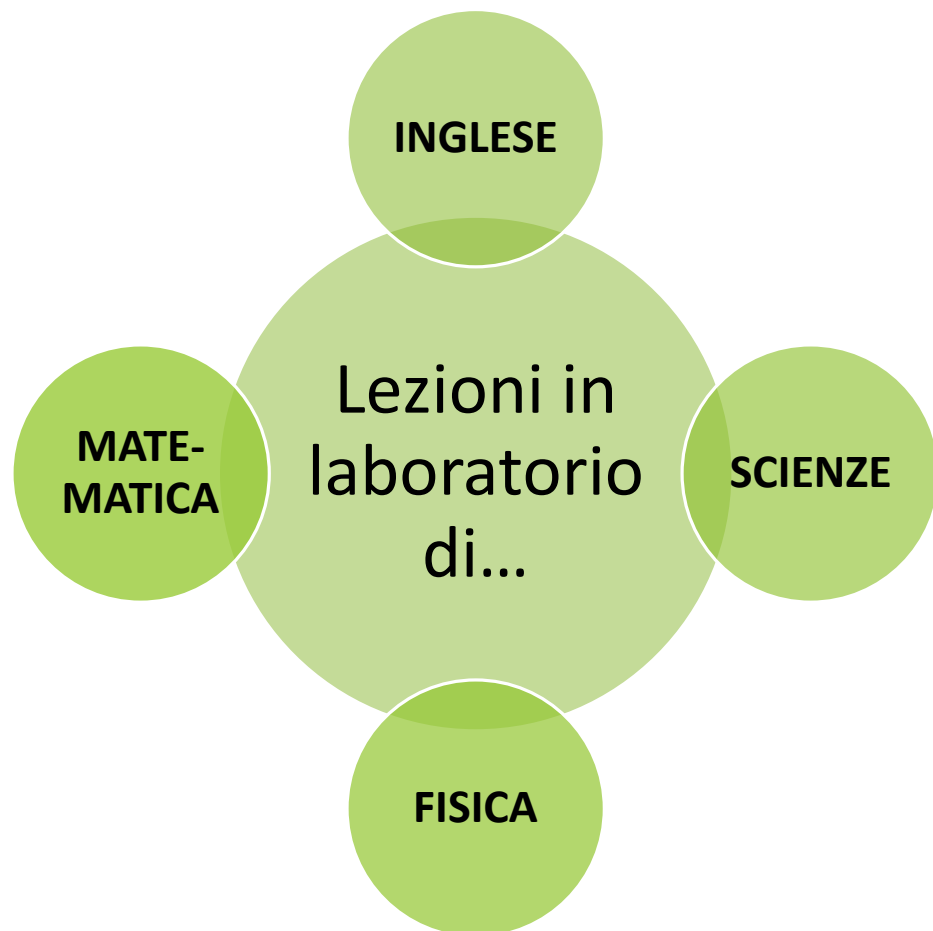 INGLESE
Lezioni in
laboratorio
di...
MATE-
MATICA
SCIENZE
FISICA